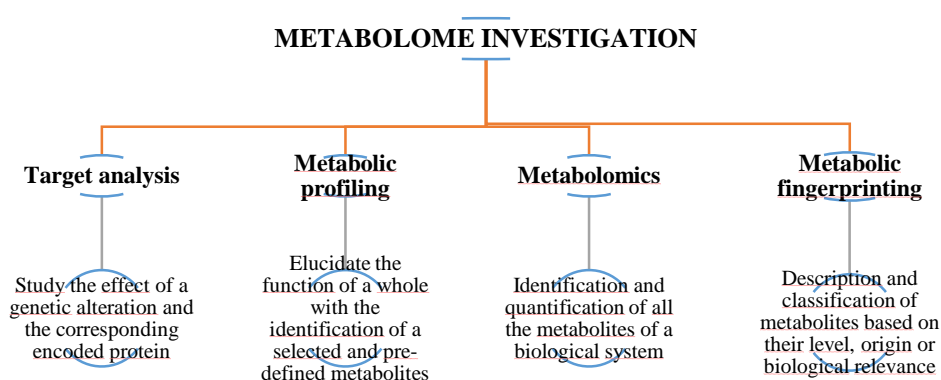 METABOLOME INVESTIGATION
Target analysis
Metabolic
profiling
Metabolomics
Metabolic
fingerprinting
Study the effect of a
genetic alteration and
the corresponding
encoded protein
Elucidate the
function of a whole
with the
identification of a
selected and pre-
defined metabolites
Identification and
quantification of all
the metabolites of a
biological system
Description and
classification of
metabolites based on
their level, origin or
biological relevance